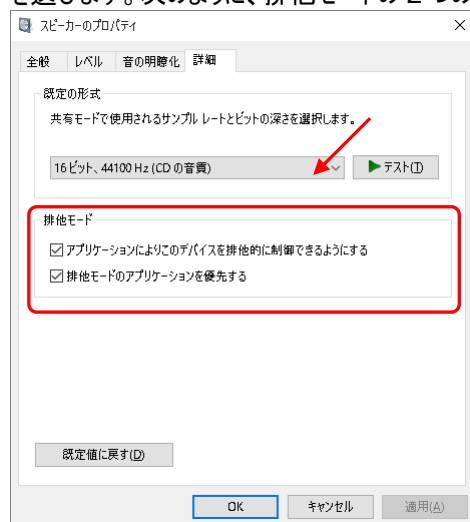 スピーカーのプロパティ
全般 レベル 音の明瞭化 詳細
既定の形式
共有モードで使用されるサンプル レートとビットの深さを選択します。
16 ビット、44100 Hz (CD の音質)
テスト(T)
排他モード
アプリケーションによりこのデバイスを排他的に制御できるようにする
排他モードのアプリケーションを優先する
既定値に戻す(D)
OK キャンセル 適用(A)